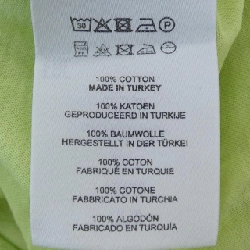 30
100% COTTON
MADE IN TURKEY
100% KATOEN
GEPRODUCEERD IN TURKIJE
100% BAUMWOLLE
HERGESTELLT IN DER TÜRKEI
100% COTON
FABRIQUÉ EN TURQUIE
100% COTONE
FABBRICATO IN TURCHIA
100% ALGODÓN
FABRICADO EN TURQUÍA